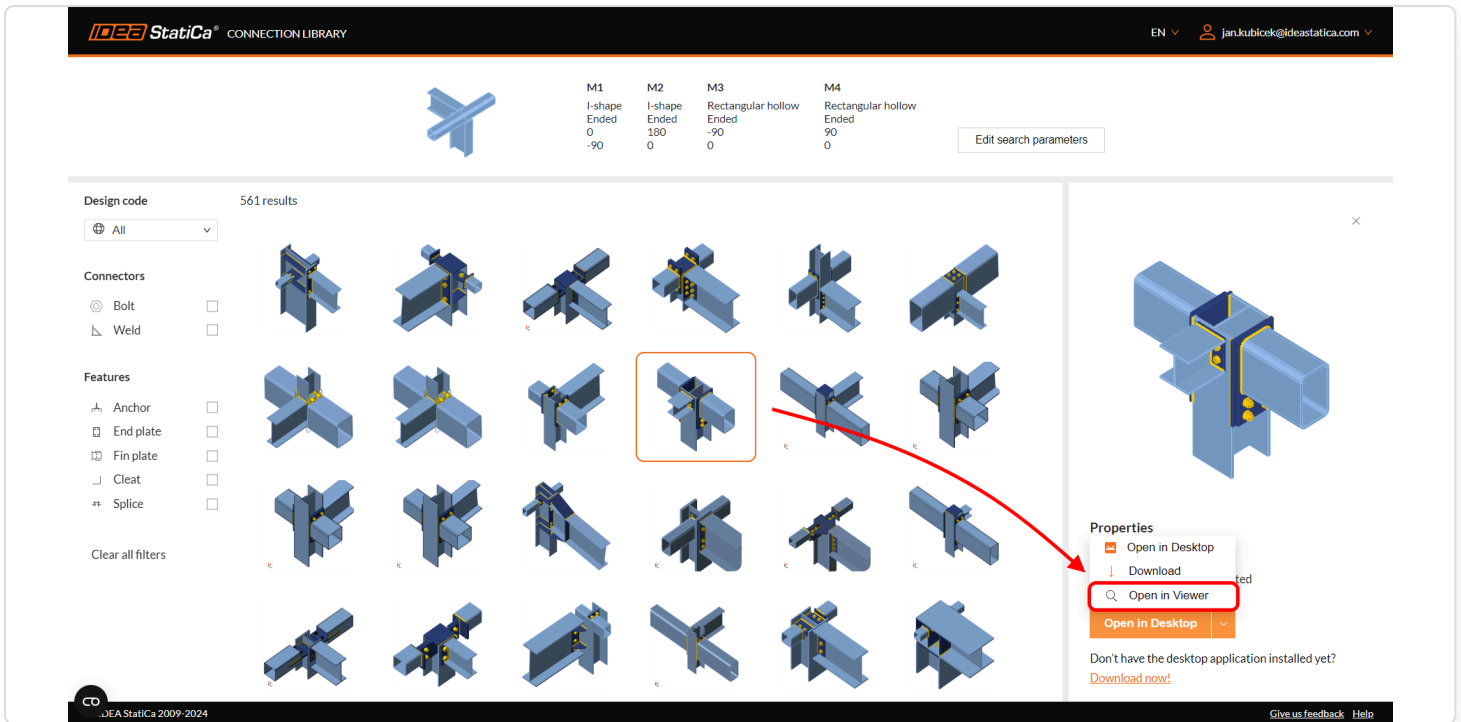 IDEA StatiCa® CONNECTION LIBRARY
EN
jan.kubicek@ideastatica.com
M1 M2 M3 M4
I-shape I-shape Rectangular hollow Rectangular hollow
Ended Ended Ended Ended
0 180 -90 90
-90 0 0 0
Edit search parameters
Design code
561 results
All
Connectors
Bolt
Weld
Features
Anchor
End plate
Fin plate
Cleat
Splice
Clear all filters
Properties
Open in Desktop
Download
ted
Open in Viewer
Open in Desktop
Don't have the desktop application installed yet?
Download now!
IDEA StatiCa 2009-2024
Give us feedback Help